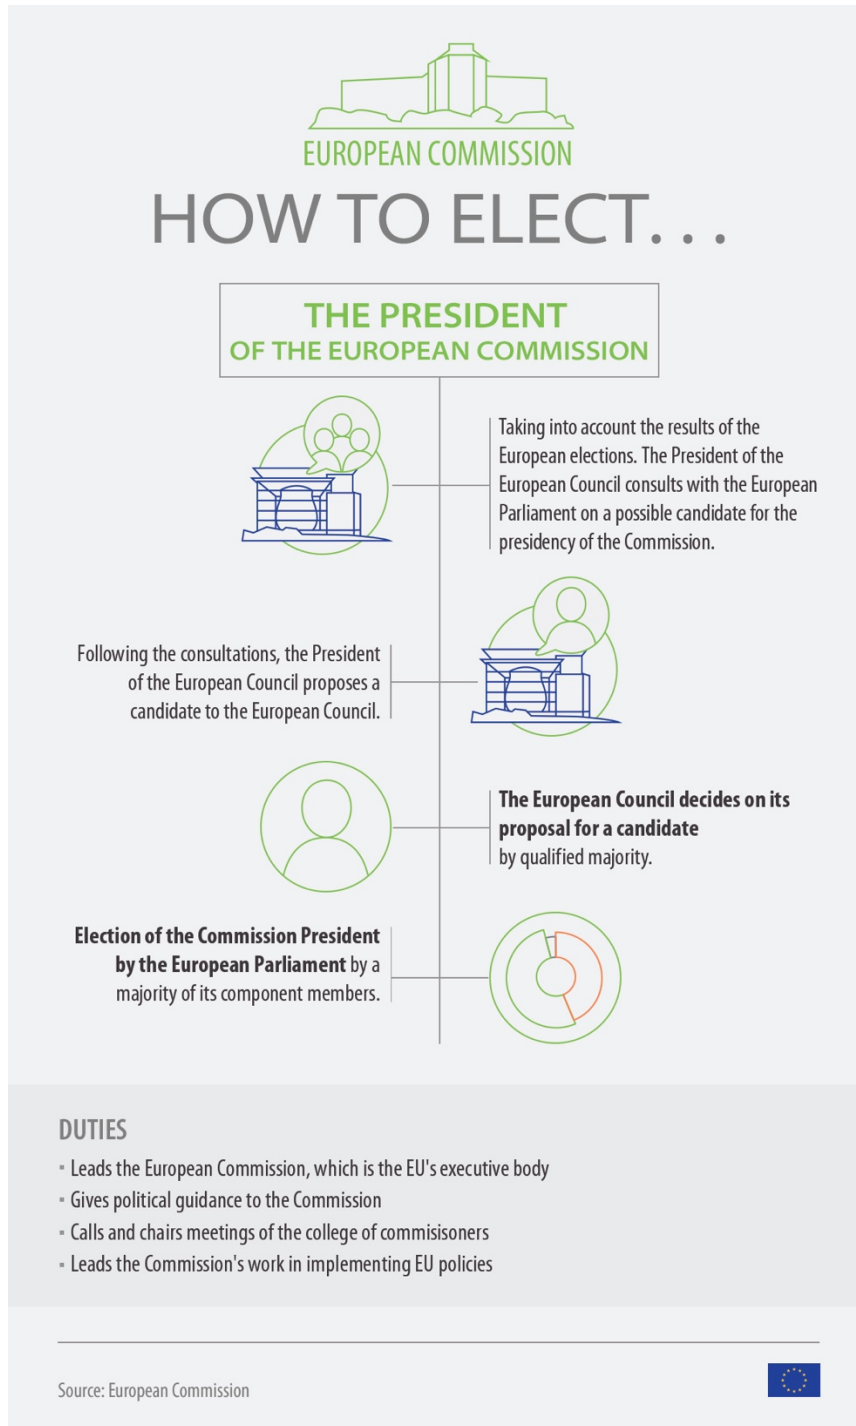 EUROPEAN COMMISSION
HOW TO ELECT...
THE PRESIDENT
OF THE EUROPEAN COMMISSION
Taking into account the results of the
European elections. The President of the
European Council consults with the European
Parliament on a possible candidate for the
presidency of the Commission.
Following the consultations, the President
of the European Council proposes a
candidate to the European Council.
The European Council decides on its
proposal for a candidate
by qualified majority.
Election of the Commission President
by the European Parliament by a
majority of its component members.
DUTIES
▪ Leads the European Commission, which is the EU's executive body
▪ Gives political guidance to the Commission
▪ Calls and chairs meetings of the college of commisisoners
▪ Leads the Commission's work in implementing EU policies
Source: European Commission